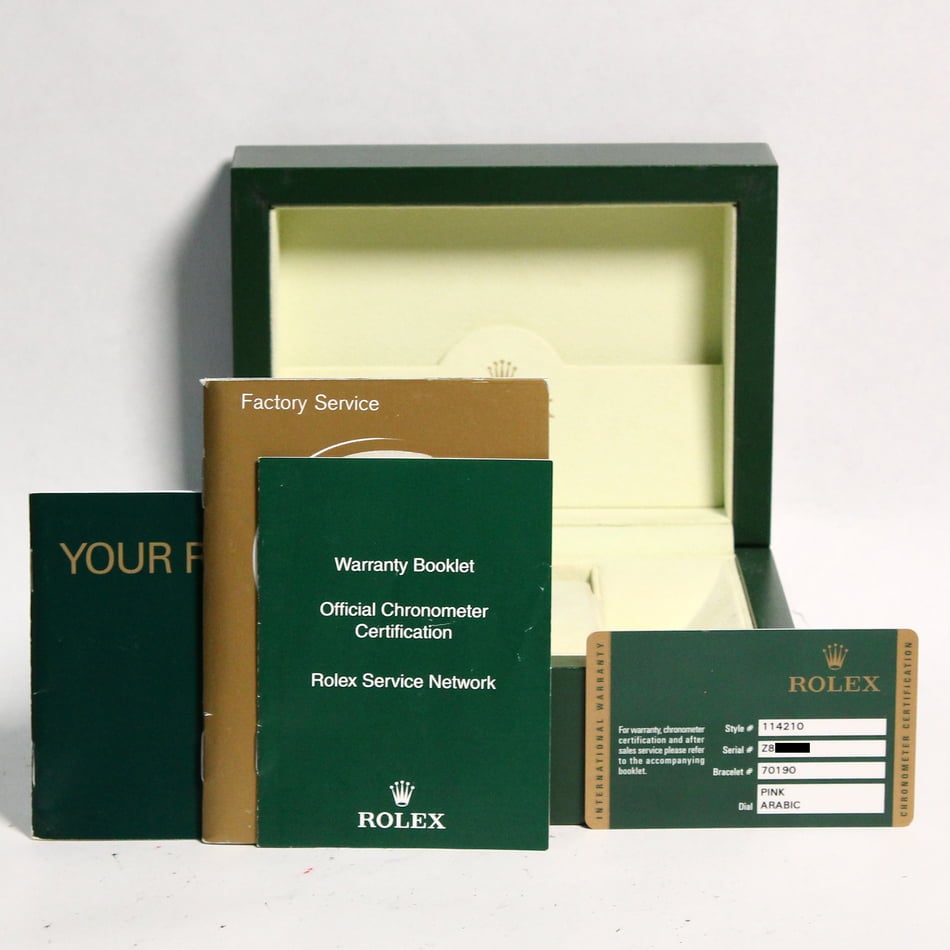 Factory Service
YOUR
Warranty Booklet
Official Chronometer
Certification
Rolex Service Network
ROLEX
INTERNATIONAL WARRANTY
ROLEX
For warranty, chronometer
certification and after
sales service please refer
to the accompanying
booklet.
Style # 114210
Serial # Z8
Bracelet # 70190
PINK
Dial ARABIC
CHRONOMETER CERTIFICATION